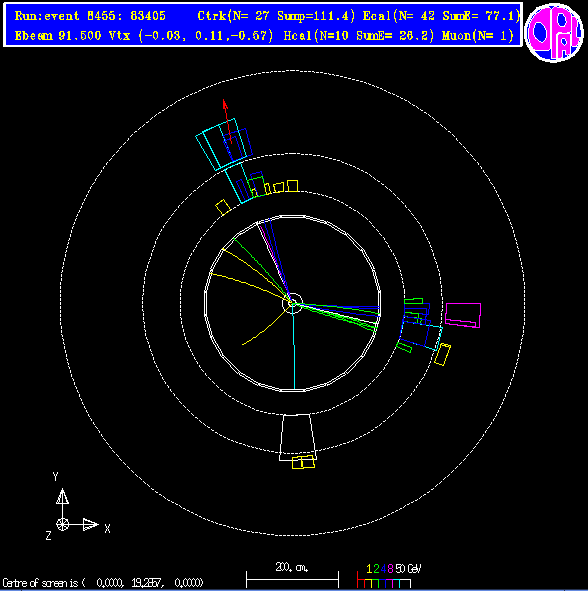 Run:event 8455: 83405 Ctrk(N= 27 Sump=111.4) Ecal(N= 42 SumE= 77.1)
Ebeam 91.500 Vtx (-0.03, 0.11,-0.57) Hcal(N=10 SumE= 26.2) Muon(N= 1)
OPAL
Y
Z X
200. cm.
1 2 4 8 50 GeV
Centre of screen is ( 0.0000, 19.2857, 0.0000)